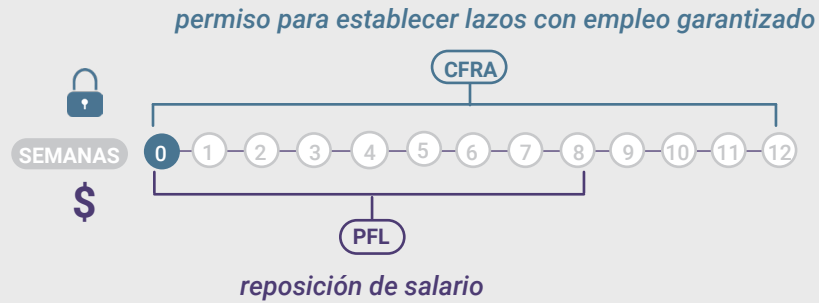 permiso para establecer lazos con empleo garantizado
CFRA
SEMANAS 0 1 2 3 4 5 6 7 8 9 10 11 12
$
PFL
reposición de salario